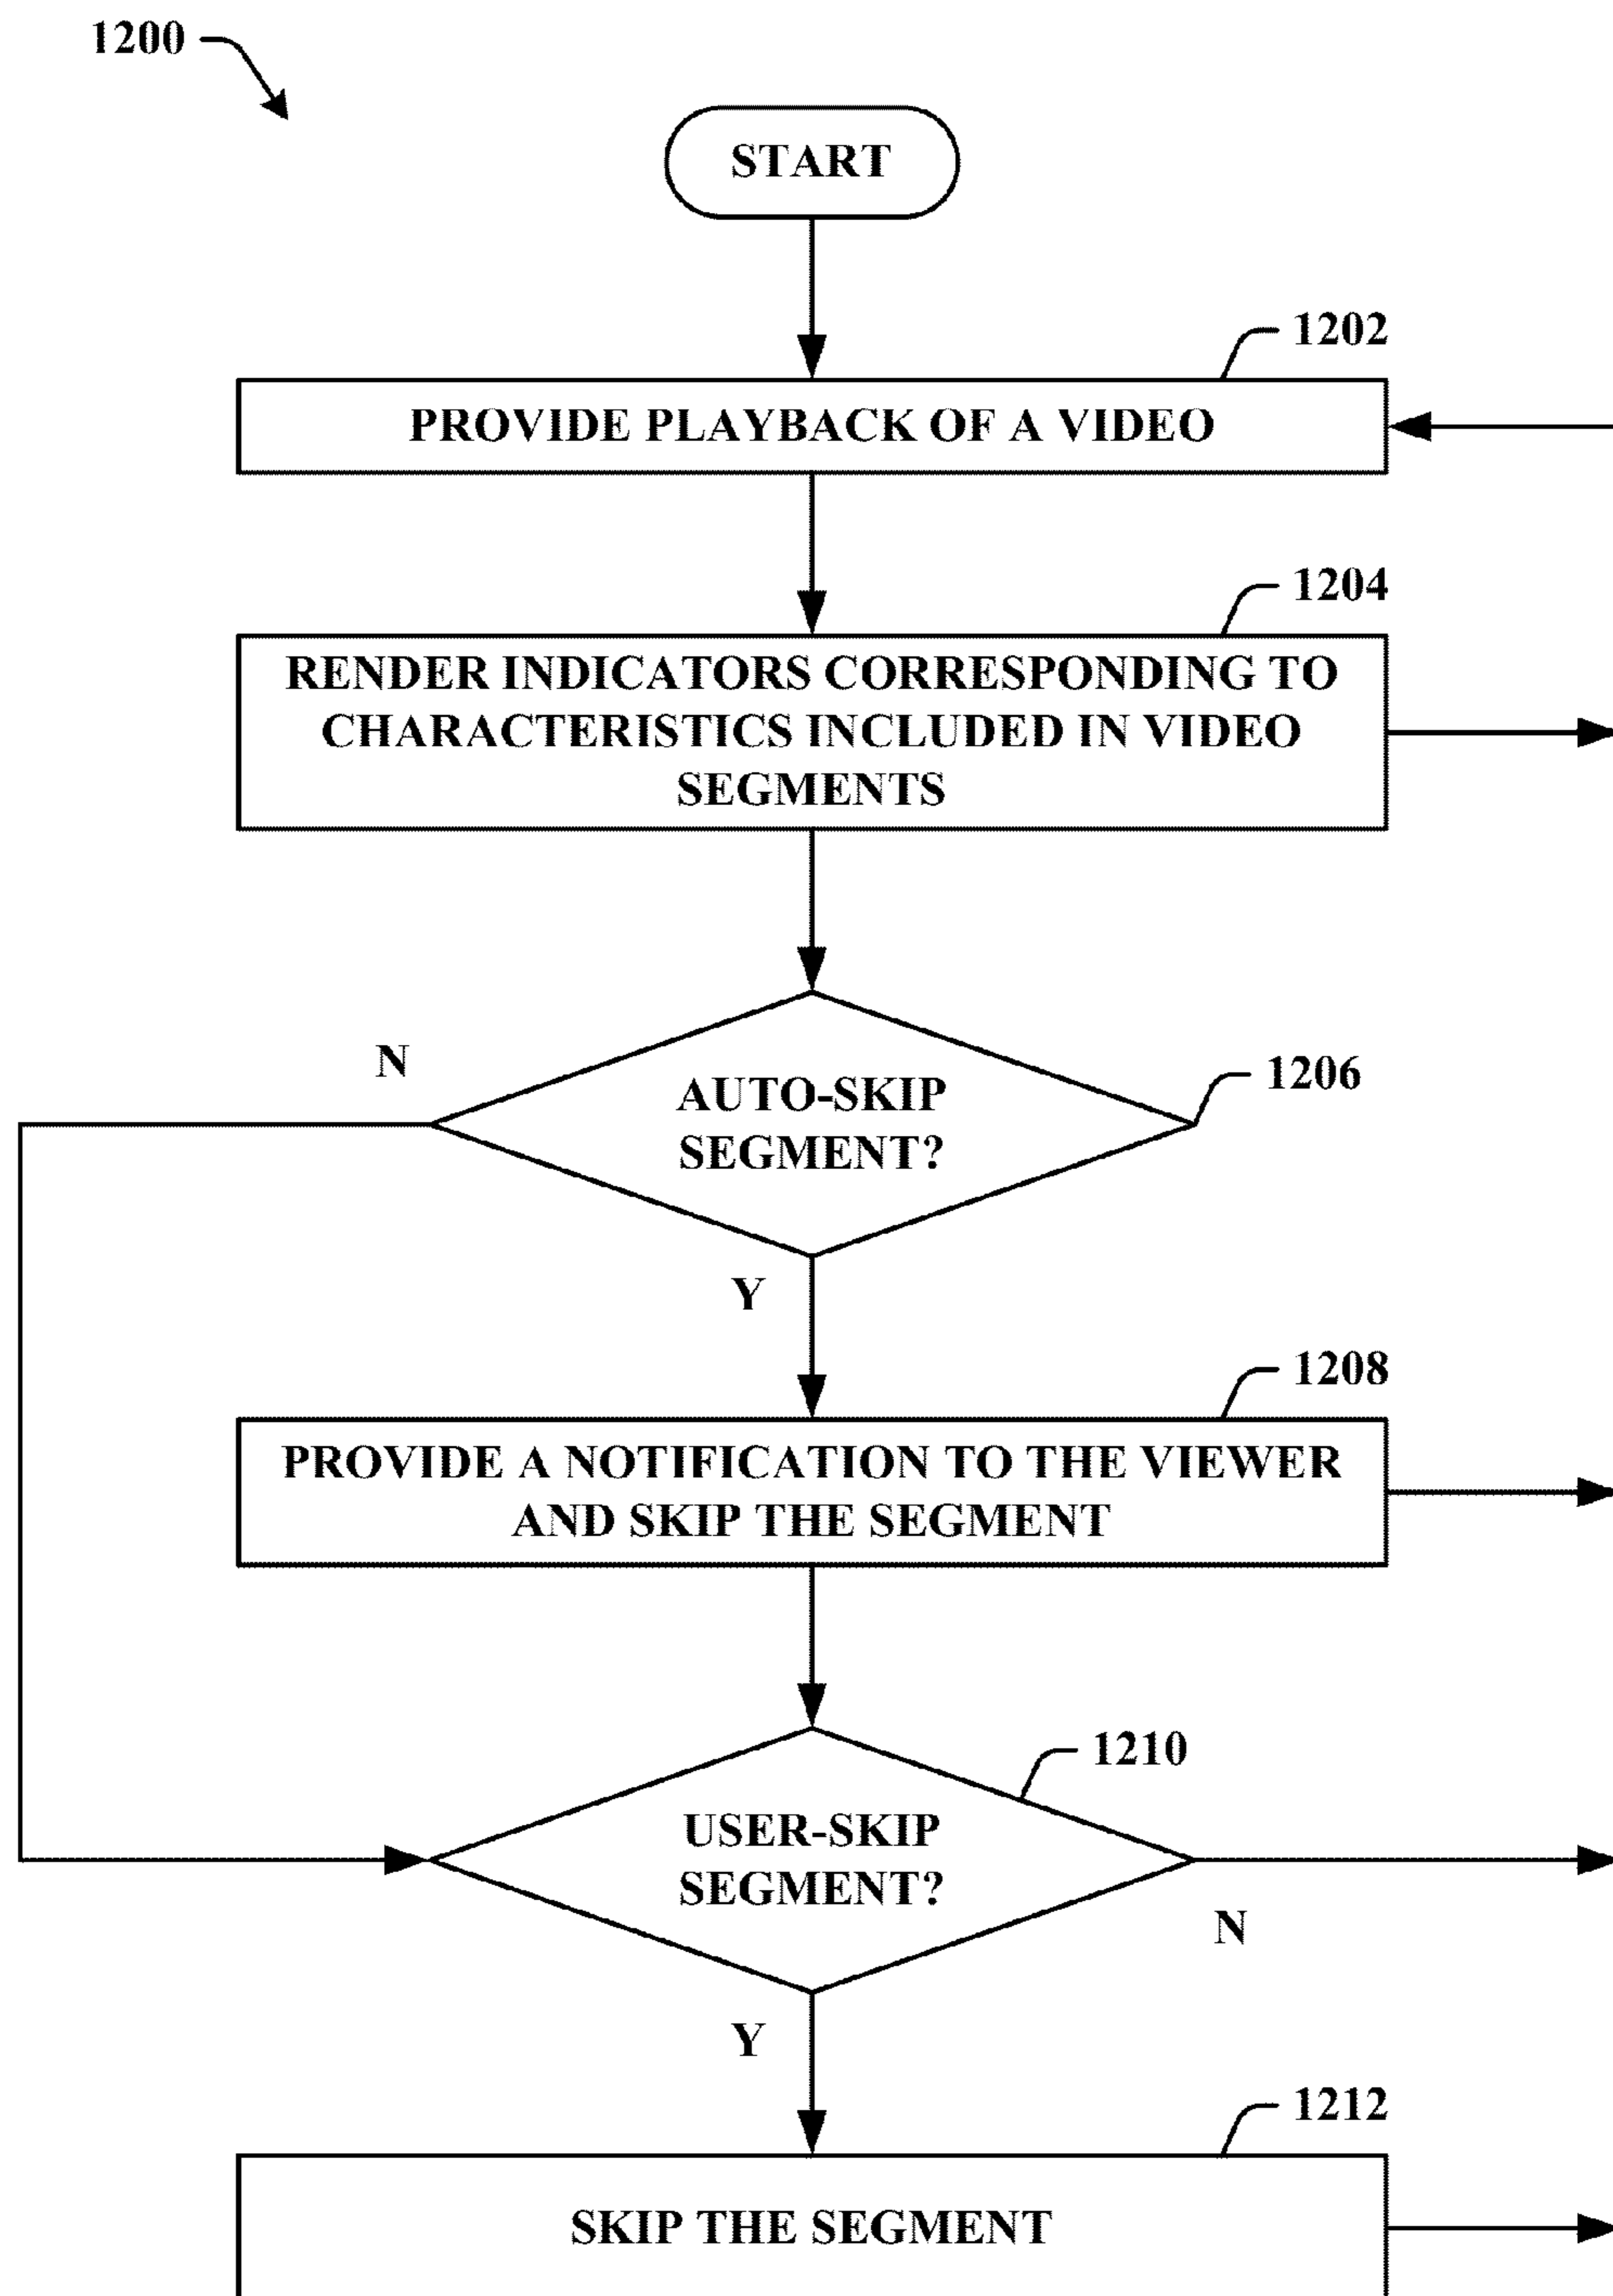 1200
START
1202
PROVIDE PLAYBACK OF A VIDEO
1204
RENDER INDICATORS CORRESPONDING TO
CHARACTERISTICS INCLUDED IN VIDEO
SEGMENTS
N
1206
AUTO-SKIP
SEGMENT?
Y
1208
PROVIDE A NOTIFICATION TO THE VIEWER
AND SKIP THE SEGMENT
1210
USER-SKIP
SEGMENT?
N
Y
1212
SKIP THE SEGMENT